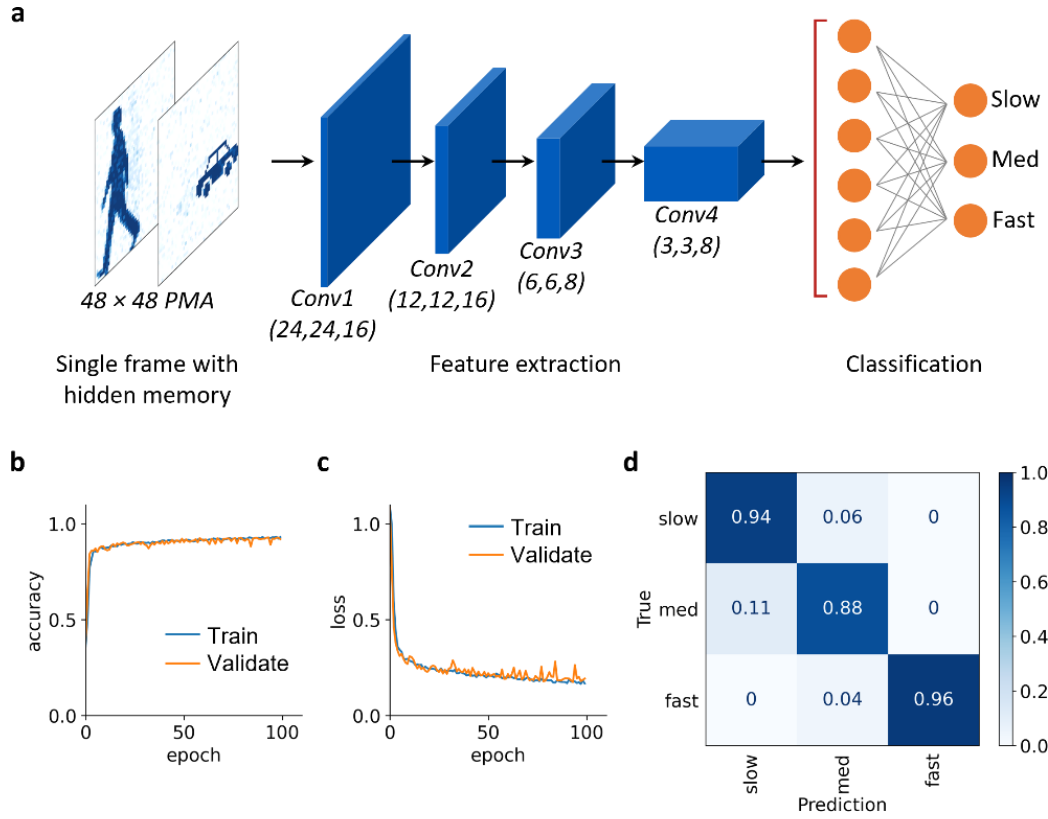 a
Slow
Med
Fast
48 × 48 PMA
Conv1
(24,24,16)
Conv2
(12,12,16)
Conv3
(6,6,8)
Conv4
(3,3,8)
Single frame with
hidden memory
Feature extraction
Classification
b
accuracy
1.0
0.5
0.0
0
50
100
epoch
Train
Validate
c
loss
1.0
0.5
0.0
0
50
100
epoch
Train
Validate
d
True
slow
0.94
0.06
0
med
0.11
0.88
0
fast
0
0.04
0.96
slow
med
fast
Prediction
1.0
0.8
0.6
0.4
0.2
0.0